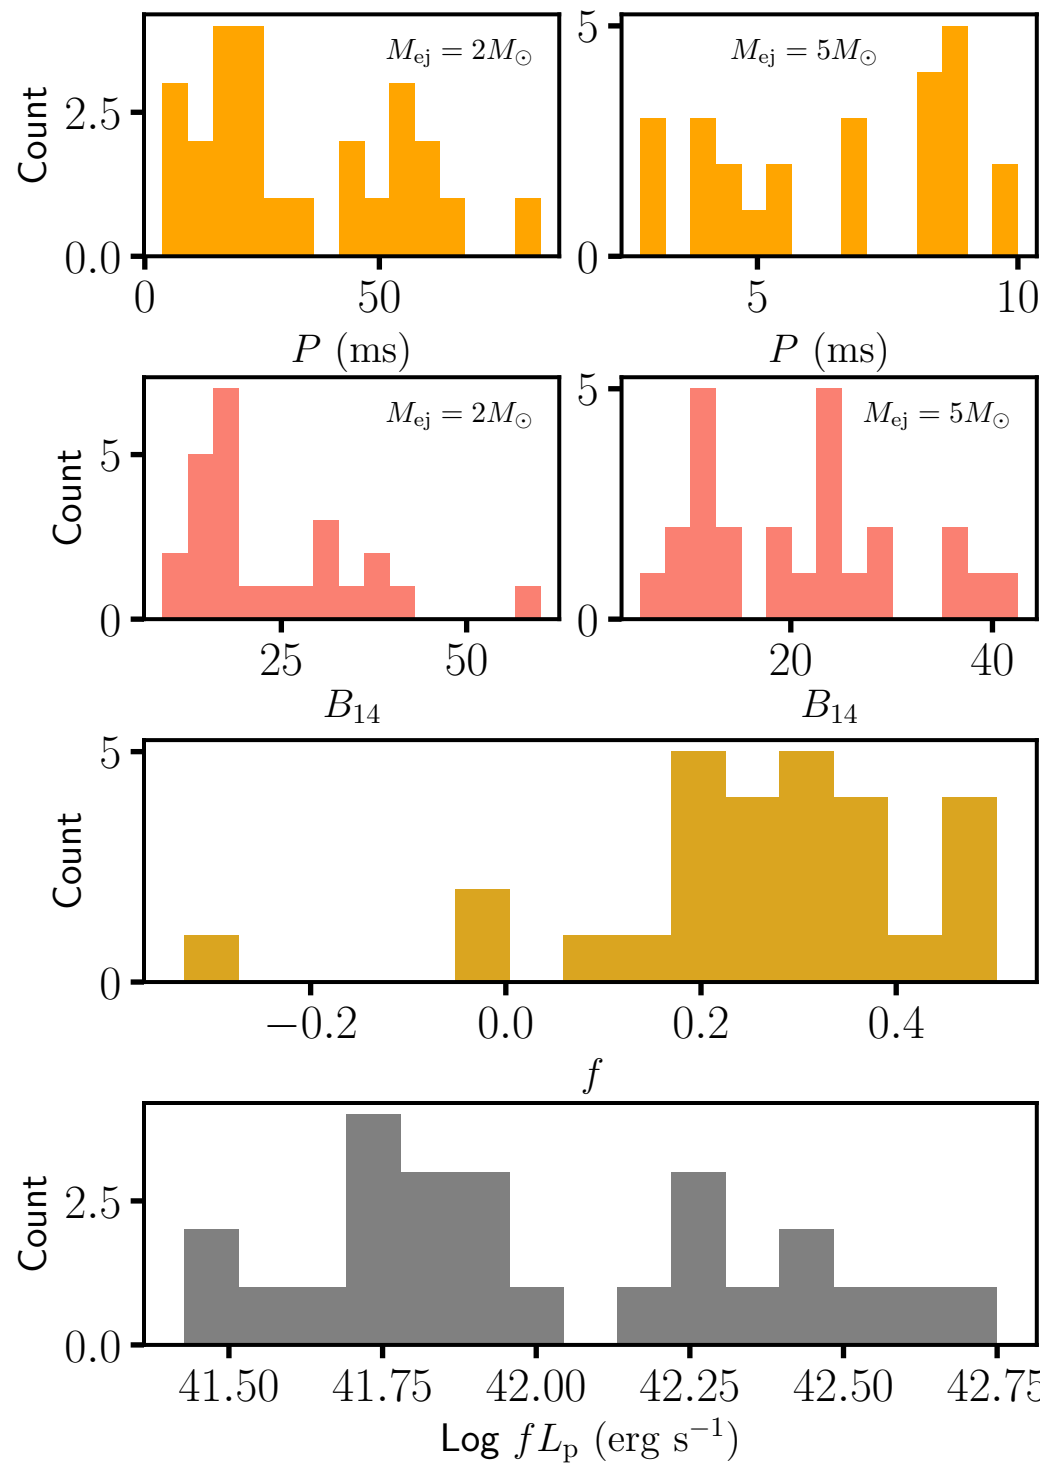 Count
2.5
0.0
0
50
P (ms)
M_ej = 2M_⊙
5
0
5
10
P (ms)
M_ej = 5M_⊙
Count
5
0
25
50
B_14
M_ej = 2M_⊙
5
0
20
40
B_14
M_ej = 5M_⊙
Count
5
0
−0.2
0.0
0.2
0.4
f
Count
2.5
0.0
41.50
41.75
42.00
42.25
42.50
42.75
Log fL_p (erg s⁻¹)